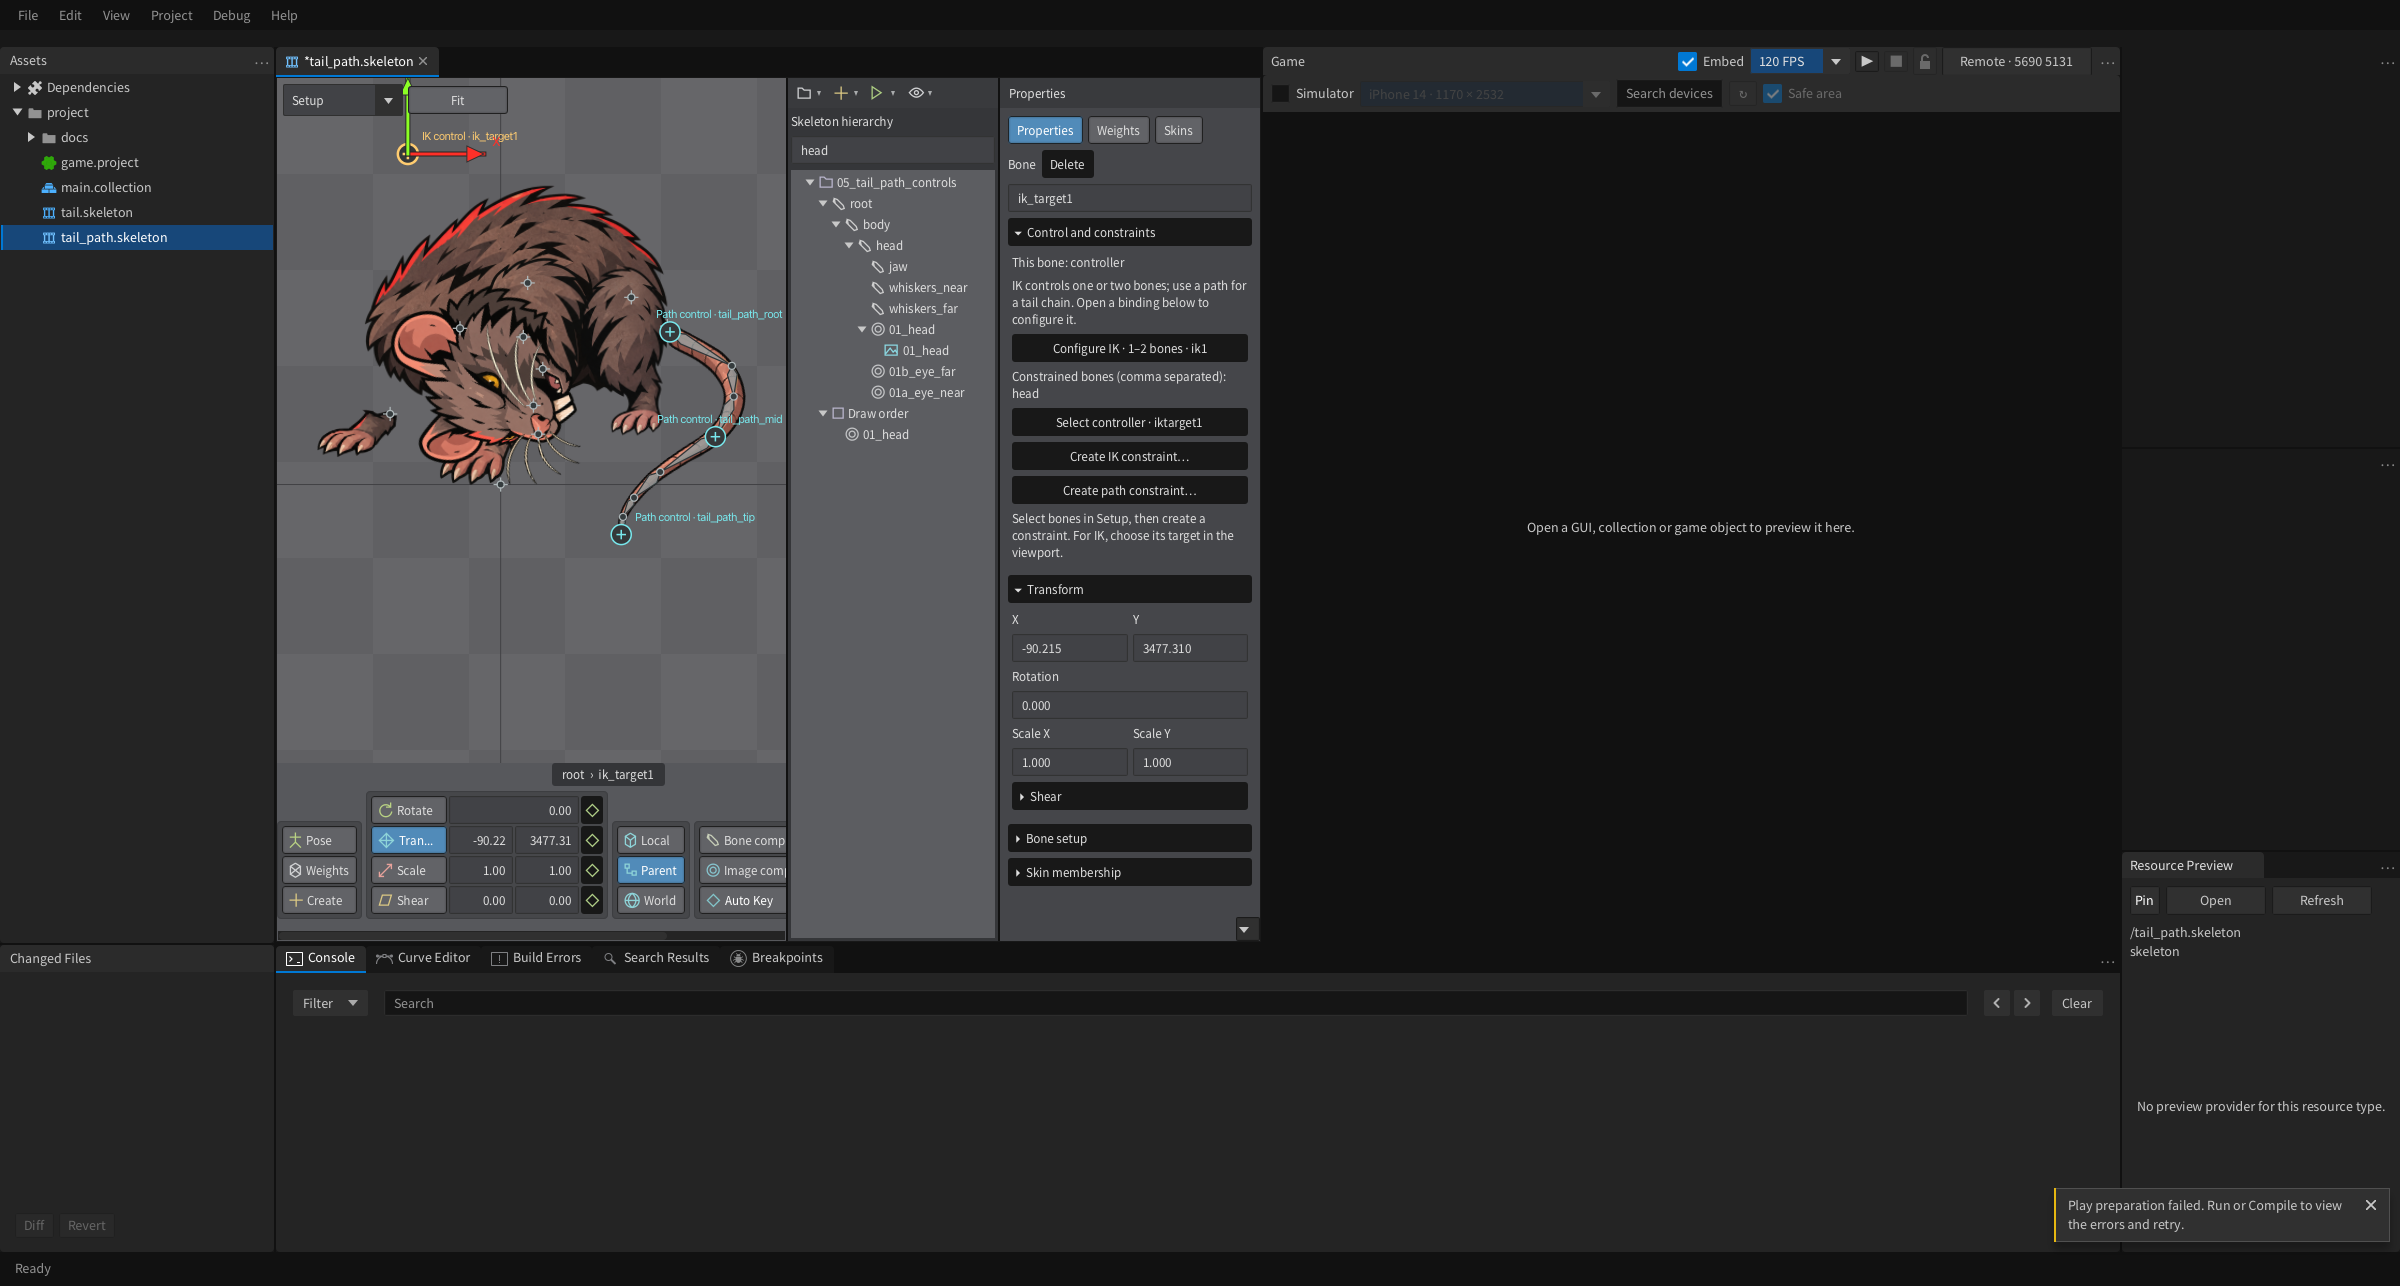 File Edit View Project Debug Help
Assets
Dependencies
project
docs
game.project
main.collection
tail.skeleton
tail_path.skeleton
*tail_path.skeleton
Setup
Fit
IK control · ik_target1
Path control · tail_path_root
Path control · tail_path_mid
Path control · tail_path_tip
root › ik_target1
Pose
Weights
Create
Rotate 0.00
Tran... -90.22 3477.31
Scale 1.00 1.00
Shear 0.00 0.00
Local
Parent
World
Bone comp
Image com
Auto Key
Skeleton hierarchy
head
05_tail_path_controls
root
body
head
jaw
whiskers_near
whiskers_far
01_head
01_head
01b_eye_far
01a_eye_near
Draw order
01_head
Properties
Properties Weights Skins
Bone Delete
ik_target1
Control and constraints
This bone: controller
IK controls one or two bones; use a path for
a tail chain. Open a binding below to
configure it.
Configure IK · 1–2 bones · ik1
Constrained bones (comma separated):
head
Select controller · iktarget1
Create IK constraint…
Create path constraint…
Select bones in Setup, then create a
constraint. For IK, choose its target in the
viewport.
Transform
X Y
-90.215 3477.310
Rotation
0.000
Scale X Scale Y
1.000 1.000
Shear
Bone setup
Skin membership
Game
Embed 120 FPS Remote · 5690 5131
Simulator iPhone 14 · 1170 × 2532 Search devices Safe area
Open a GUI, collection or game object to preview it here.
Changed Files
Diff Revert
Console Curve Editor Build Errors Search Results Breakpoints
Filter Search Clear
Resource Preview
Pin Open Refresh
/tail_path.skeleton
skeleton
No preview provider for this resource type.
Play preparation failed. Run or Compile to view
the errors and retry.
Ready